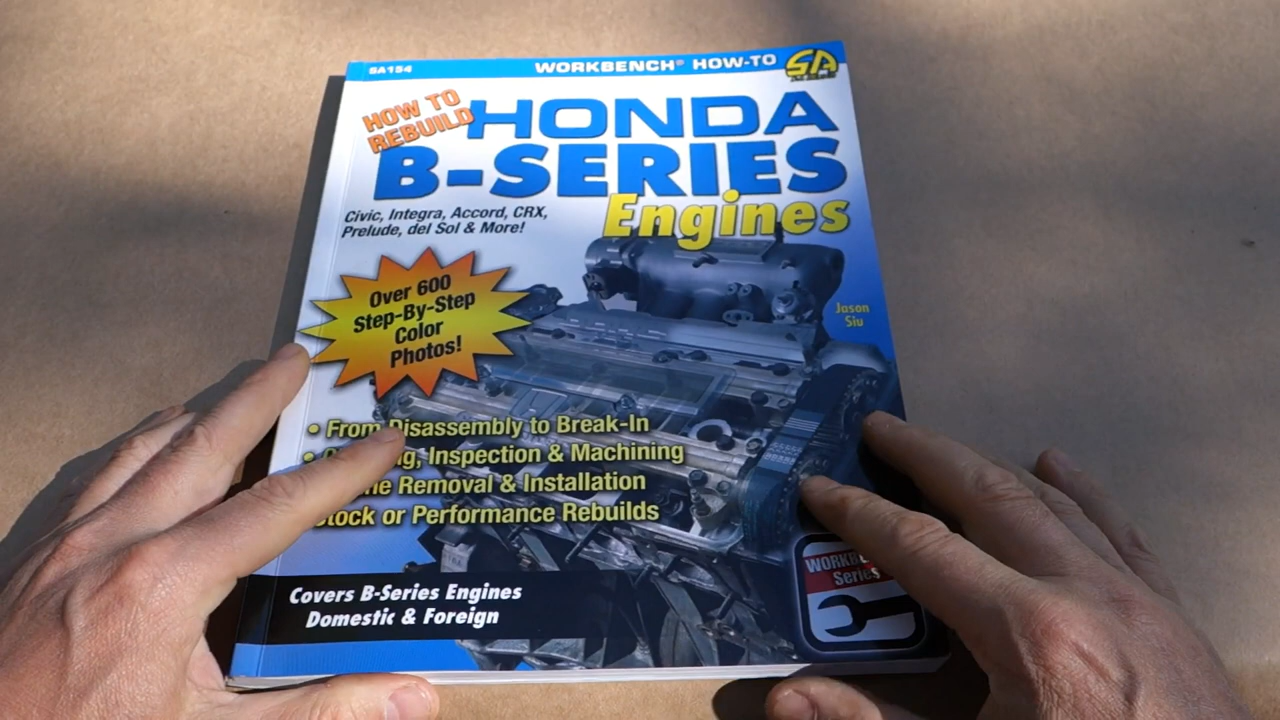 SA154
WORKBENCH® HOW-TO
SA
HOW TO
REBUILD
HONDA
B-SERIES
Engines
Civic, Integra, Accord, CRX,
Prelude, del Sol & More!
Over 600
Step-By-Step
Color
Photos!
Jason
Siu
• From Disassembly to Break-In
• Inspection & Machining
Removal & Installation
Stock or Performance Rebuilds
Covers B-Series Engines
Domestic & Foreign
Series